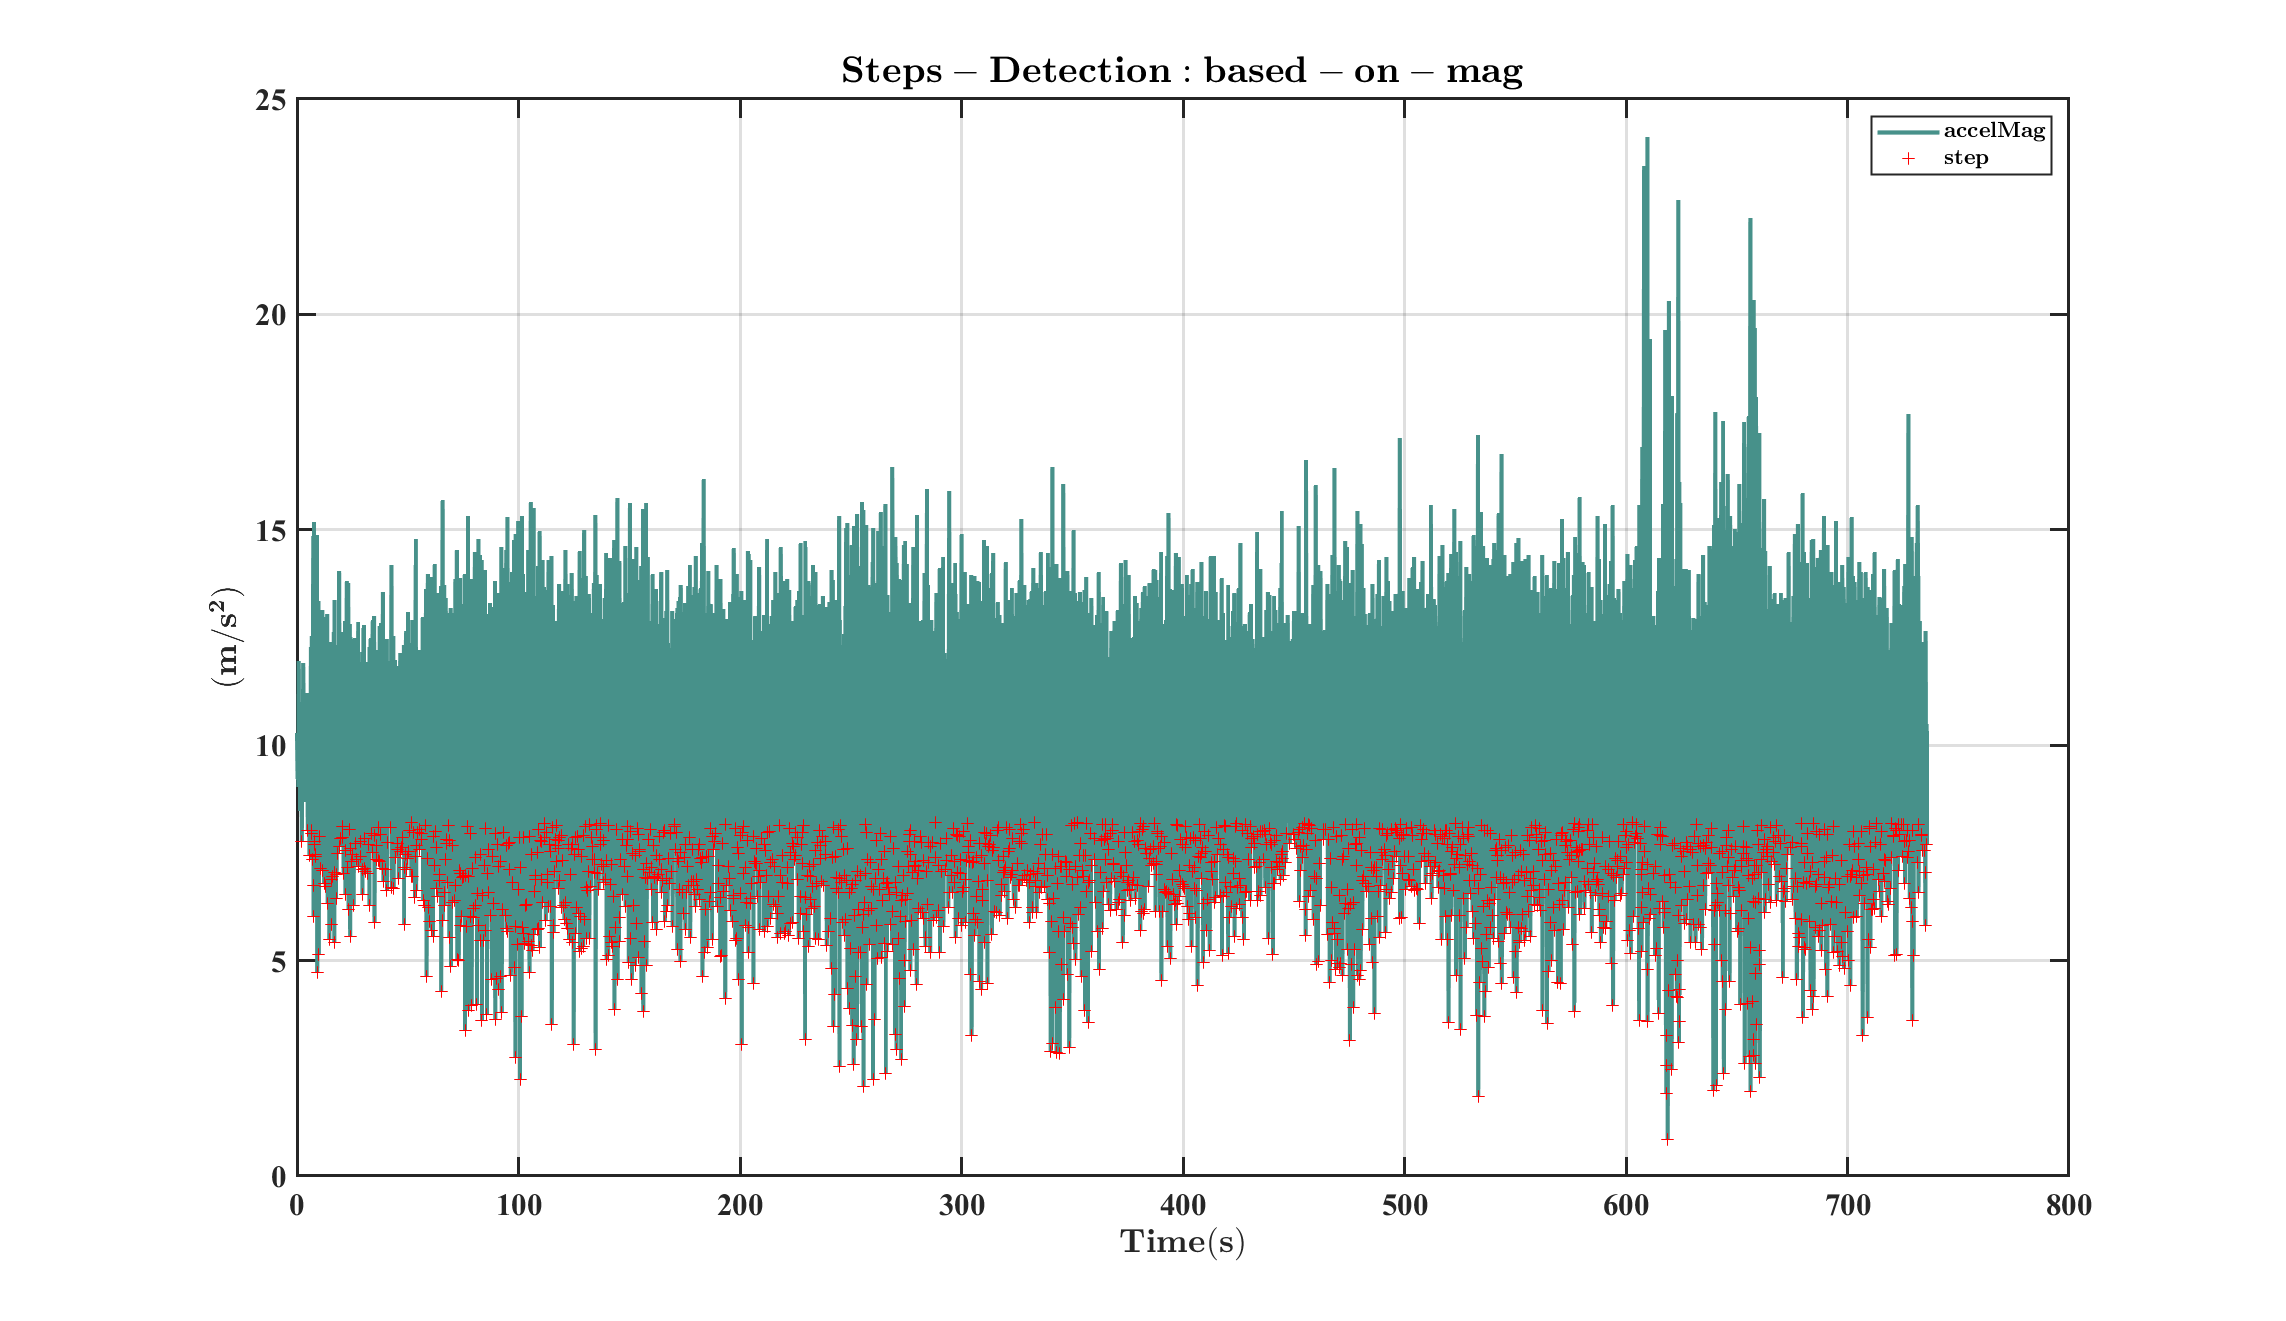 Steps – Detection : based – on – mag
accelMag
step
25
20
15
10
5
0
(m/s²)
0 100 200 300 400 500 600 700 800
Time(s)